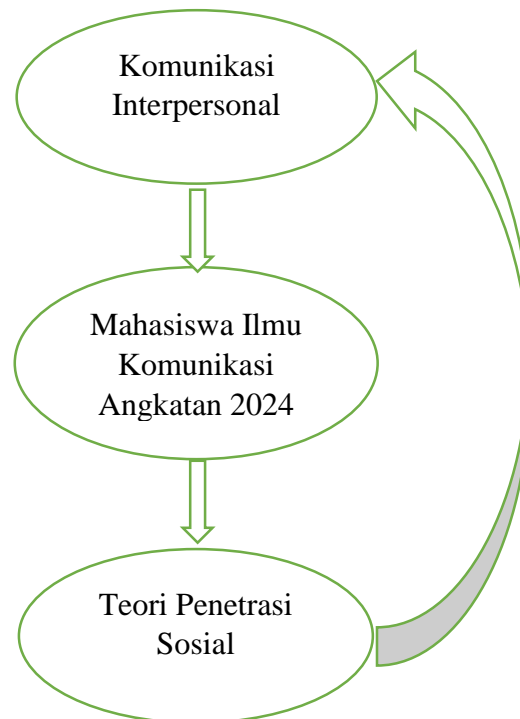 Komunikasi
Interpersonal
Mahasiswa Ilmu
Komunikasi
Angkatan 2024
Teori Penetrasi
Sosial